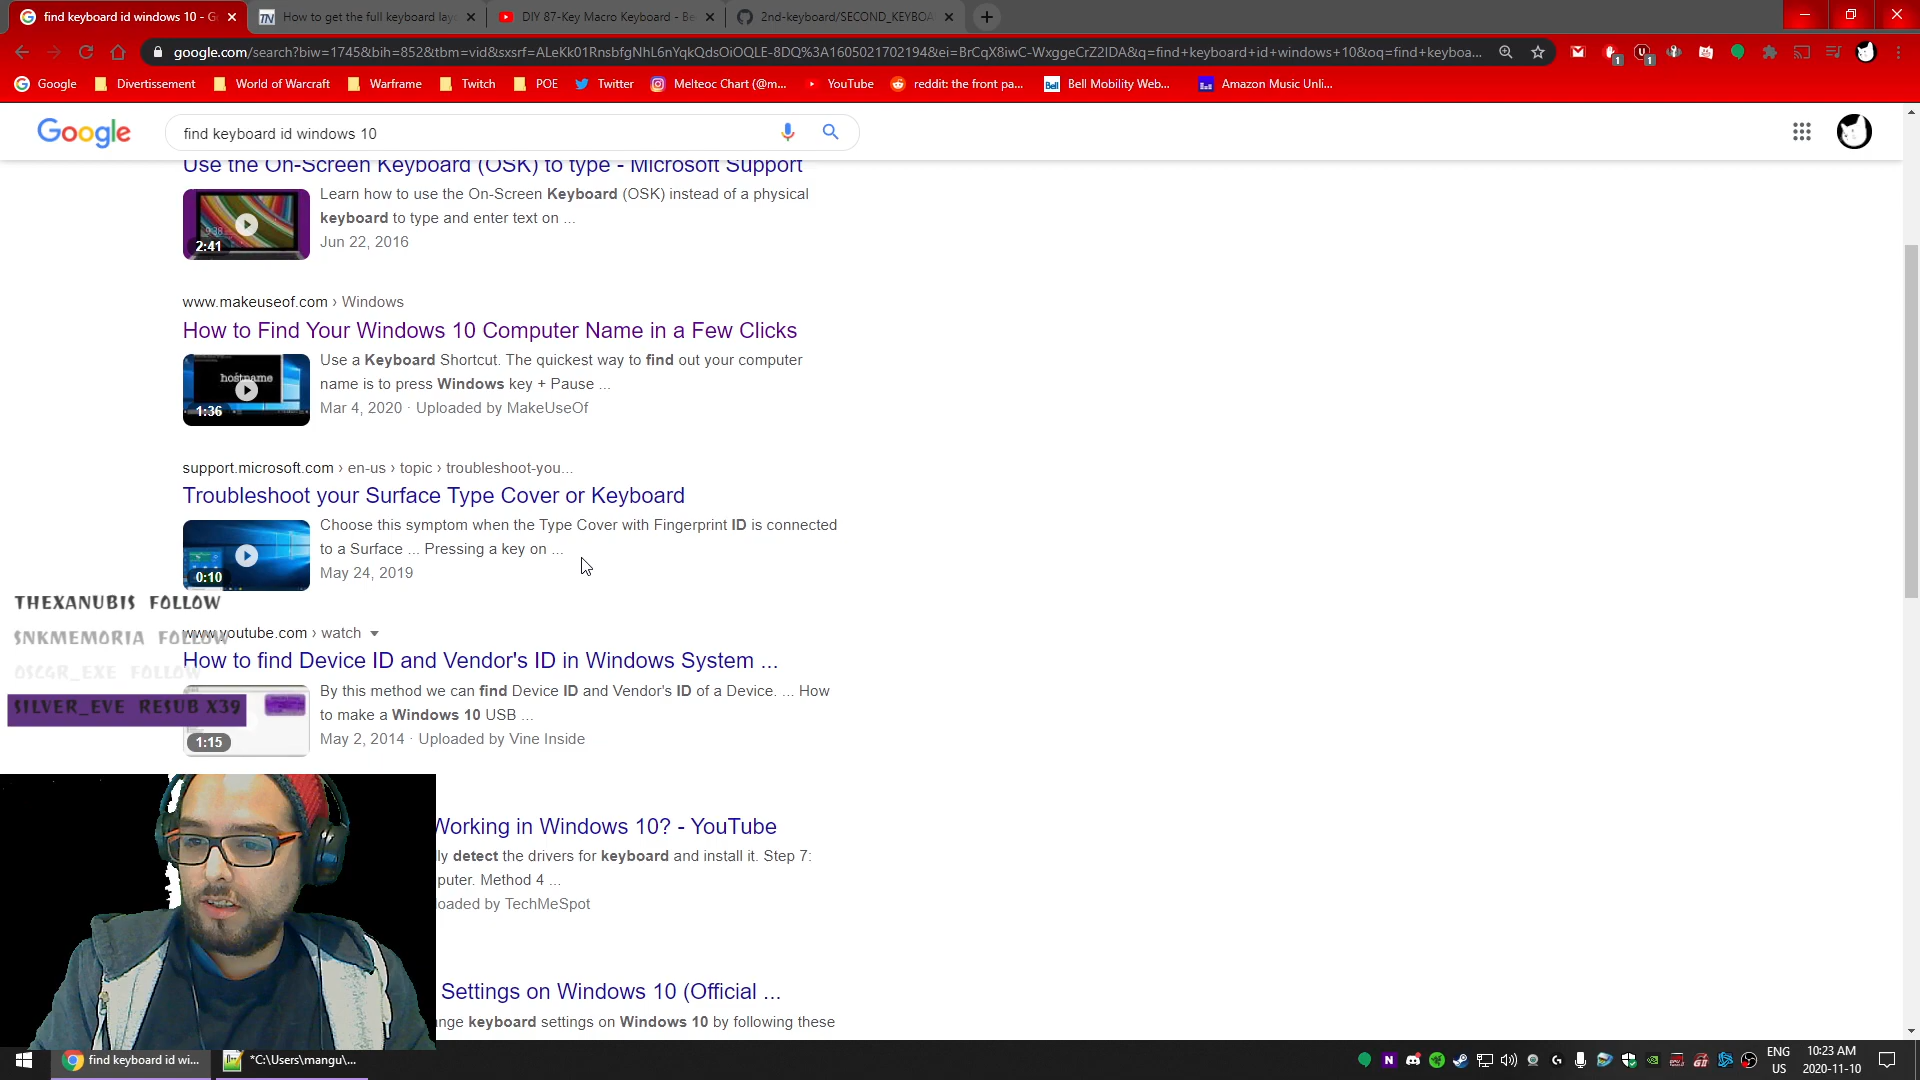 find keyboard id windows 10 - G
How to get the full keyboard layo
DIY 87-Key Macro Keyboard - Be
2nd-keyboard/SECOND_KEYBOA
google.com/search?biw=1745&bih=852&tbm=vid&sxsrf=ALeKk01RnsbfgNhL6nYqkQdsOiOQLE-8DQ%3A1605021702194&ei=BrCqX8iwC-WxggeCrZ2IDA&q=find+keyboard+id+windows+10&oq=find+keyboa...
1
1
Google
Divertissement
World of Warcraft
Warframe
Twitch
POE
Twitter
Melteoc Chart (@m...
YouTube
reddit: the front pa...
Bell
Bell Mobility Web...
Amazon Music Unli...
Google
find keyboard id windows 10
Use the On-Screen Keyboard (OSK) to type - Microsoft Support
Learn how to use the On-Screen Keyboard (OSK) instead of a physical
keyboard to type and enter text on ...
2:41
Jun 22, 2016
www.makeuseof.com › Windows
How to Find Your Windows 10 Computer Name in a Few Clicks
Use a Keyboard Shortcut. The quickest way to find out your computer
hostname
name is to press Windows key + Pause ...
1:36
Mar 4, 2020 · Uploaded by MakeUseOf
support.microsoft.com › en-us › topic › troubleshoot-you...
Troubleshoot your Surface Type Cover or Keyboard
Choose this symptom when the Type Cover with Fingerprint ID is connected
to a Surface ... Pressing a key on ...
0:10
May 24, 2019
THEXANUBIS FOLLOW
SNKMEMORIA FOLLOW
www.youtube.com › watch
How to find Device ID and Vendor's ID in Windows System ...
OSC4R_EXE FOLLOW
By this method we can find Device ID and Vendor's ID of a Device. ... How
SILVER_EVE RESUB X39
to make a Windows 10 USB ...
1:15
May 2, 2014 · Uploaded by Vine Inside
Working in Windows 10? - YouTube
ly detect the drivers for keyboard and install it. Step 7:
puter. Method 4 ...
oaded by TechMeSpot
Settings on Windows 10 (Official ...
nge keyboard settings on Windows 10 by following these
find keyboard id wi...
*C:\Users\mangu\...
ENG
US
10:23 AM
2020-11-10